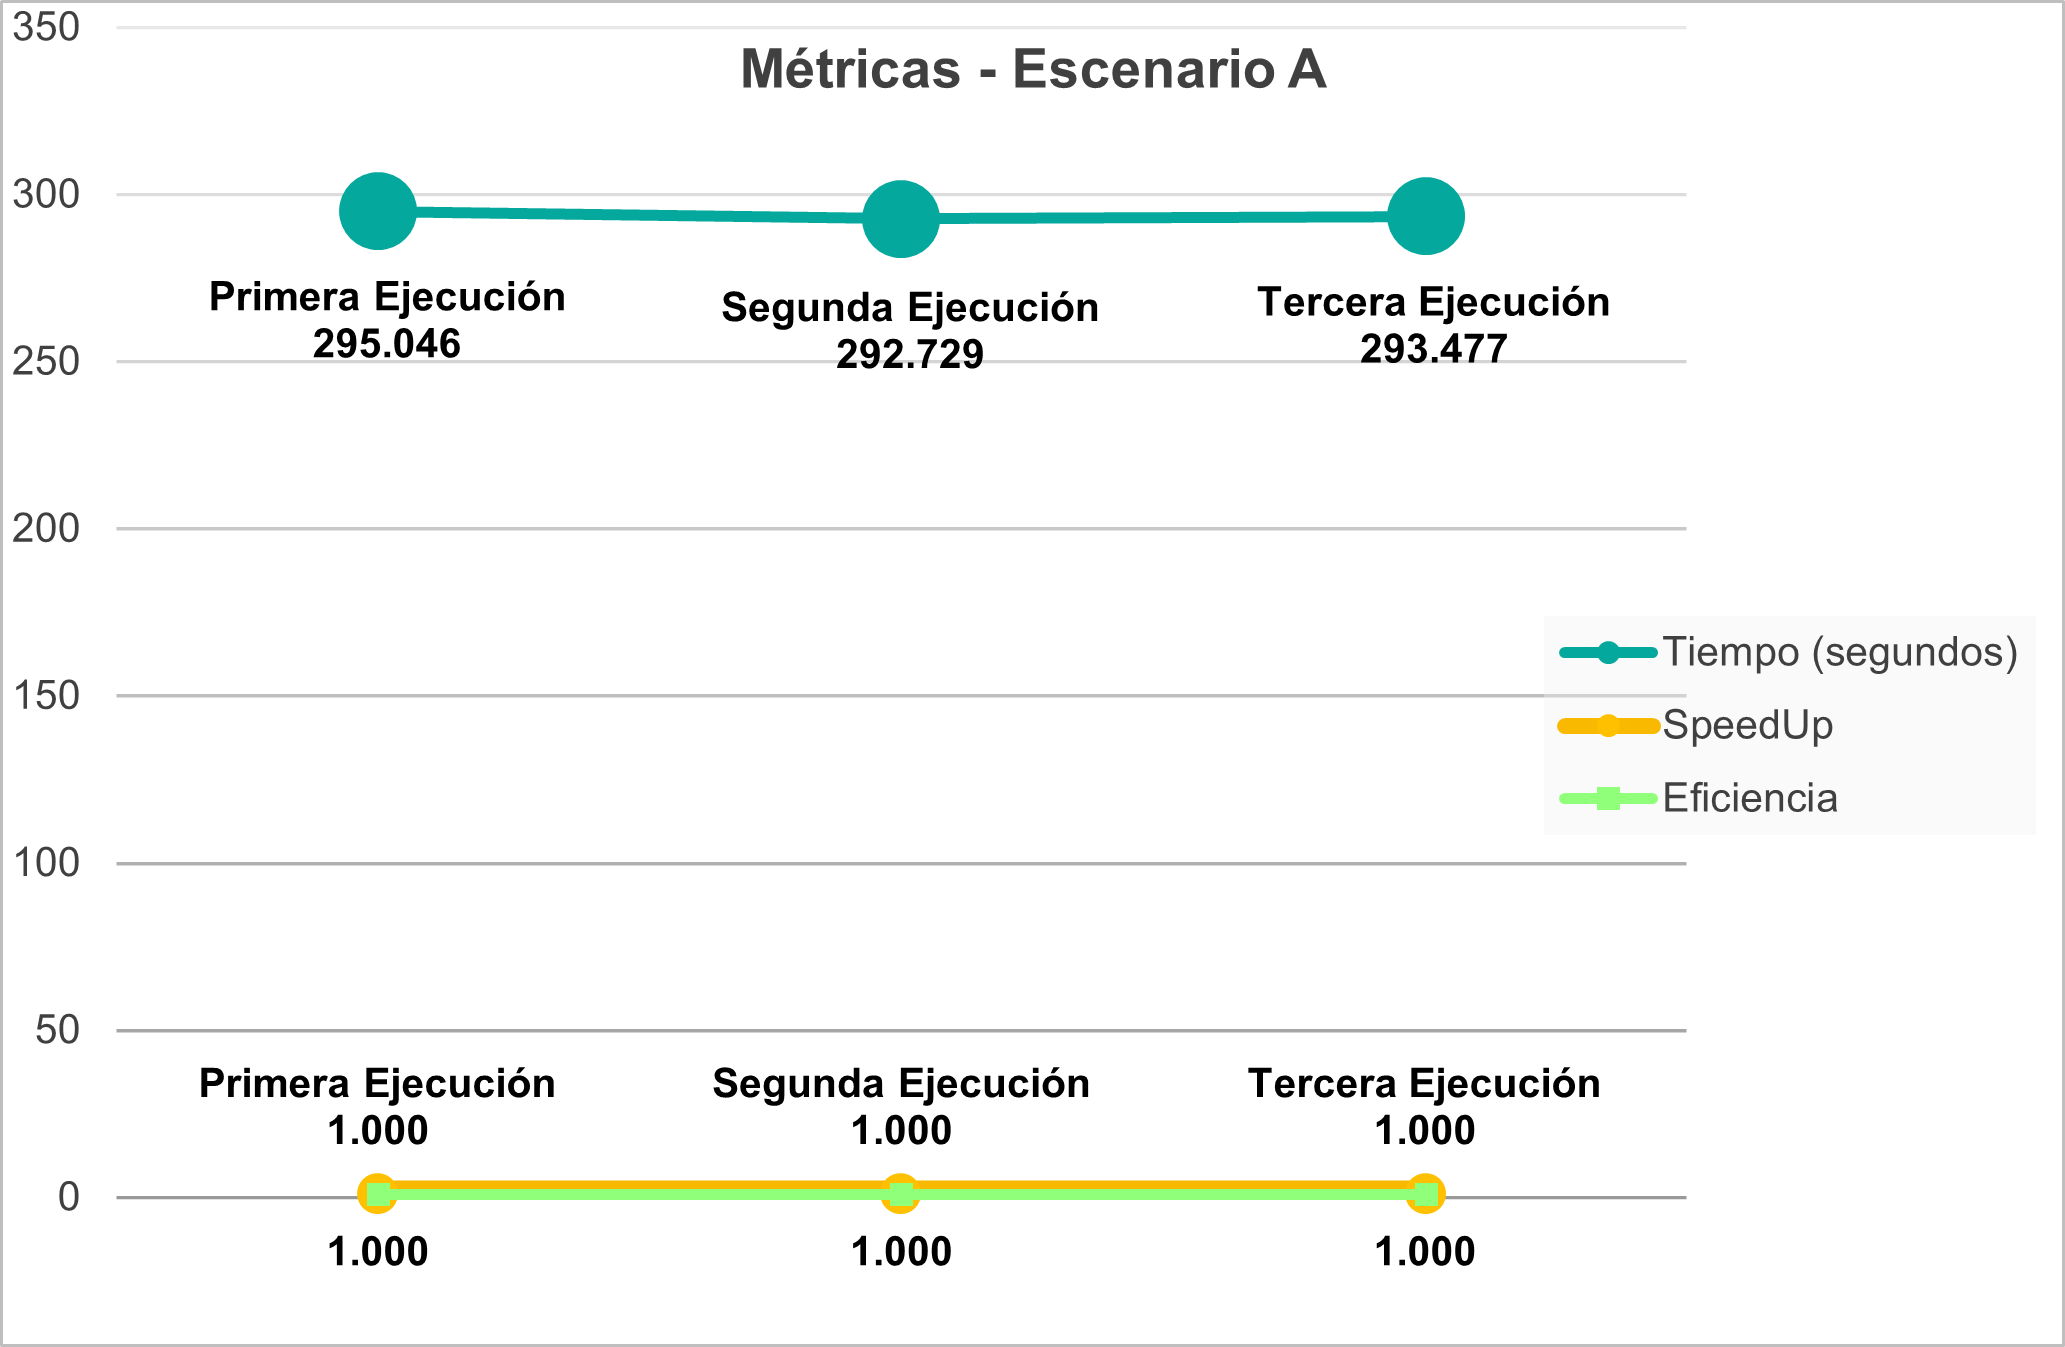 Métricas - Escenario A
350
300
250
200
150
100
50
0
Primera Ejecución
295.046
Segunda Ejecución
292.729
Tercera Ejecución
293.477
Tiempo (segundos)
SpeedUp
Eficiencia
Primera Ejecución
1.000
Segunda Ejecución
1.000
Tercera Ejecución
1.000
1.000
1.000
1.000